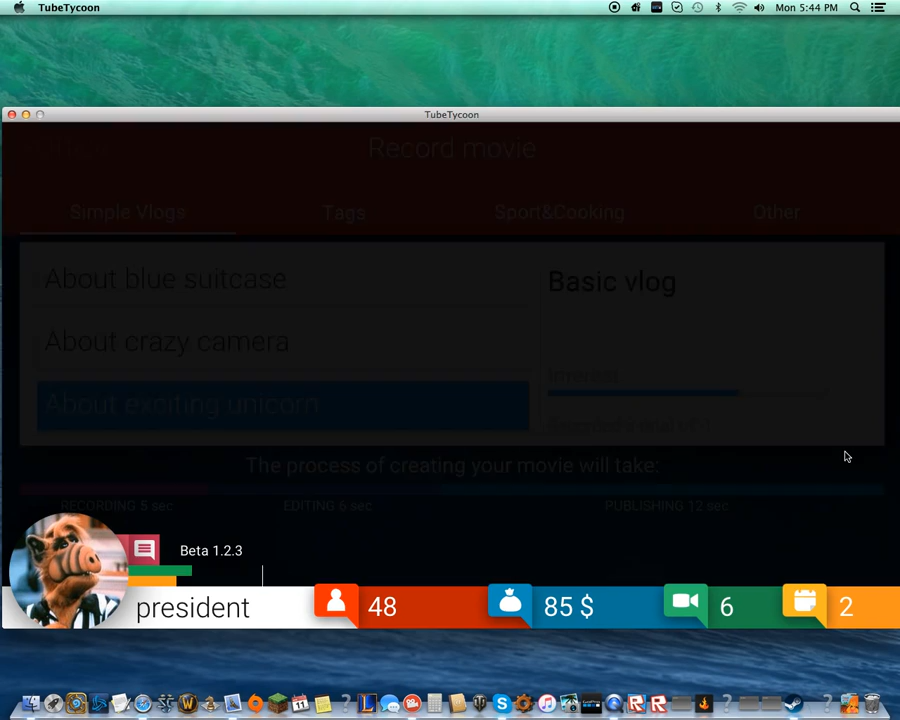 TubeTycoon
Mon 5:44 PM
TubeTycoon
Record movie
Simple Vlogs
Tags
Sport&Cooking
Other
About blue suitcase
About crazy camera
About exciting unicorn
Basic vlog
The process of creating your movie will take:
RECORDING 5 sec
EDITING 6 sec
PUBLISHING 12 sec
Beta 1.2.3
president
48
85 $
6
2